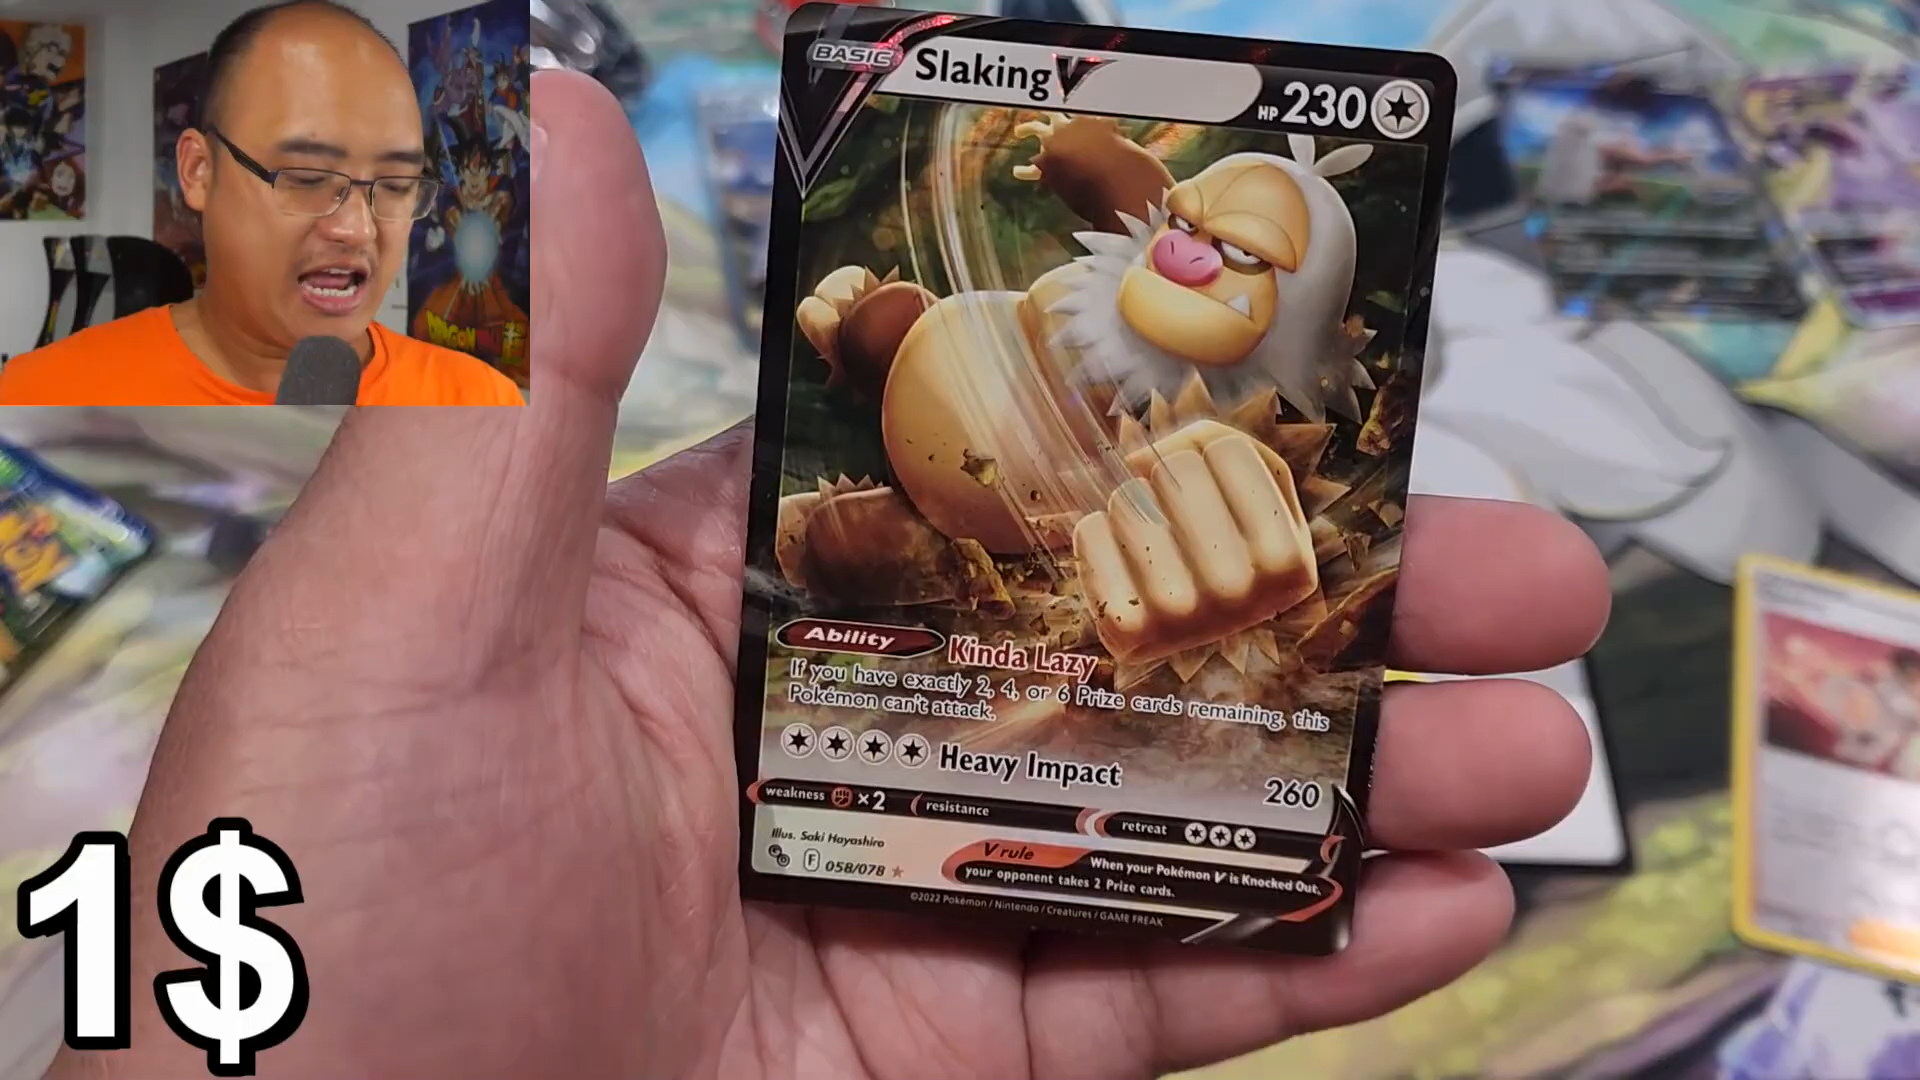 BASIC
Slaking V
HP 230
Ability Kinda Lazy
If you have exactly 2, 4, or 6 Prize cards remaining, this
Pokémon can't attack.
Heavy Impact 260
weakness ×2 resistance retreat
Illus. Saki Hayashiro
F 058/078
V rule When your Pokémon V is Knocked Out,
your opponent takes 2 Prize cards.
©2022 Pokémon / Nintendo / Creatures / GAME FREAK
1$
DRAGONBALL